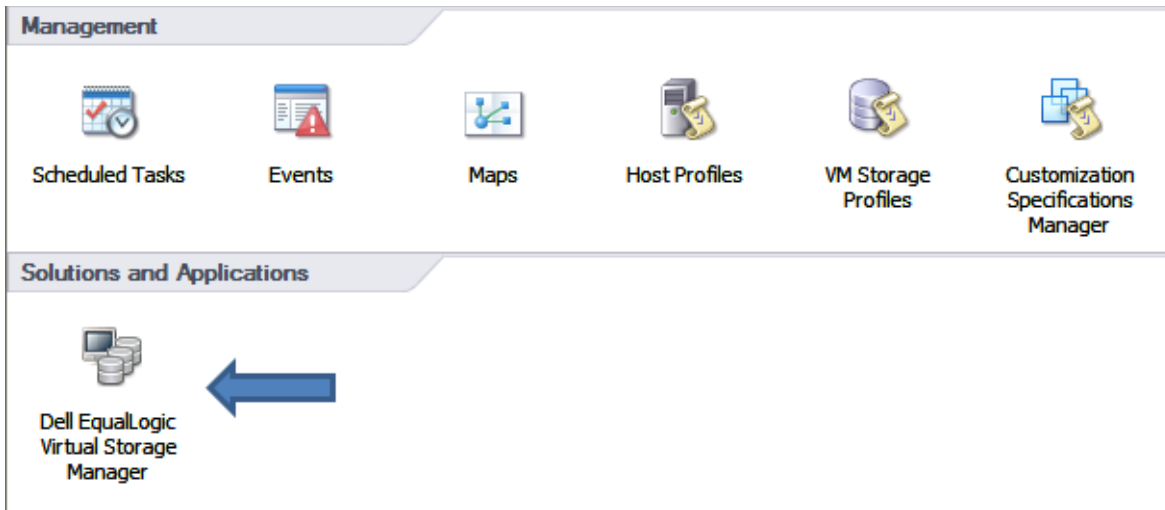 Management
Scheduled Tasks
Events
Maps
Host Profiles
VM Storage
Profiles
Customization
Specifications
Manager
Solutions and Applications
Dell EqualLogic
Virtual Storage
Manager